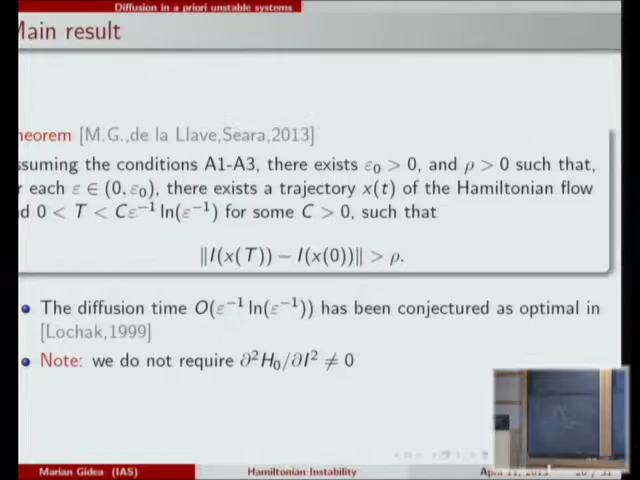 Diffusion in a priori unstable systems
Main result
heorem [M.G.,de la Llave,Seara,2013]
ssuming the conditions A1-A3, there exists ε₀ > 0, and ρ > 0 such that,
r each ε ∈ (0, ε₀), there exists a trajectory x(t) of the Hamiltonian flow
d 0 < T < Cε⁻¹ ln(ε⁻¹) for some C > 0, such that
‖I(x(T)) − I(x(0))‖ > ρ.
The diffusion time O(ε⁻¹ ln(ε⁻¹)) has been conjectured as optimal in
[Lochak,1999]
Note: we do not require ∂²H₀/∂I² ≠ 0
Marian Gidea (IAS)
Hamiltonian Instability